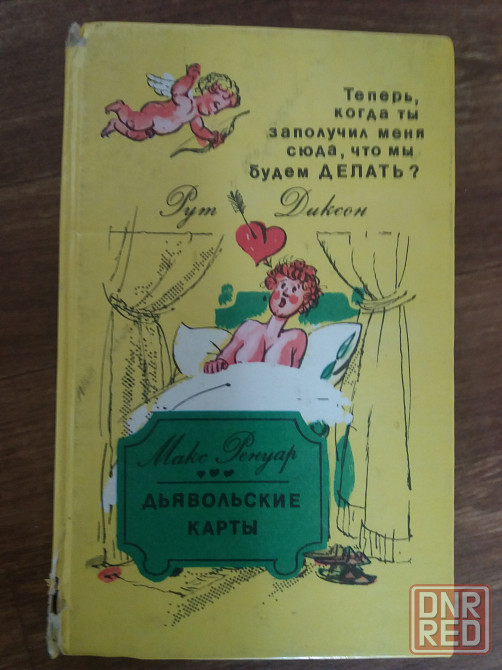 Теперь,
когда ты
заполучил меня
сюда, что мы
будем ДЕЛАТЬ?
Рут Диксон
Макс Ренуар
ДЬЯВОЛЬСКИЕ
КАРТЫ
DNR
RED